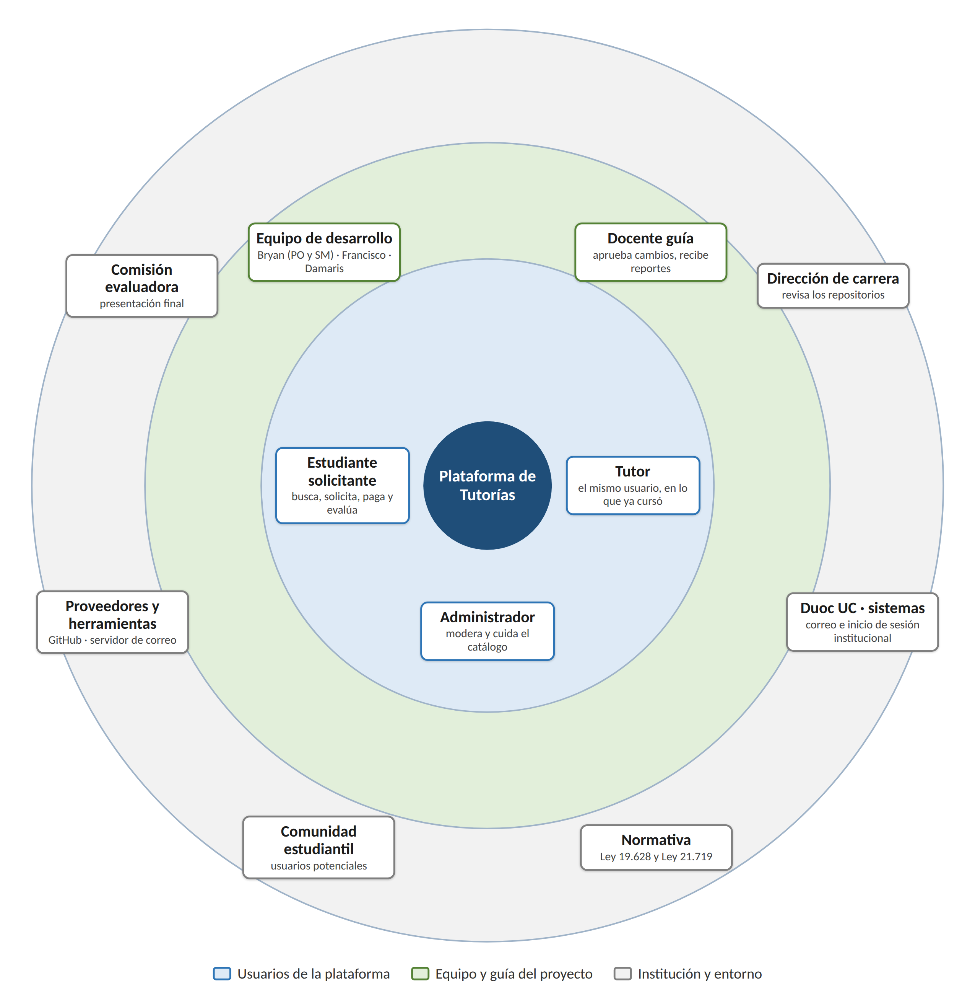 Equipo de desarrollo
Bryan (PO y SM) · Francisco ·
Damaris
Docente guía
aprueba cambios, recibe
reportes
Comisión
evaluadora
presentación final
Dirección de carrera
revisa los repositorios
Estudiante
solicitante
busca, solicita, paga y
evalúa
Plataforma de
Tutorías
Tutor
el mismo usuario, en lo
que ya cursó
Proveedores y
herramientas
GitHub · servidor de correo
Administrador
modera y cuida el
catálogo
Duoc UC · sistemas
correo e inicio de sesión
institucional
Comunidad
estudiantil
usuarios potenciales
Normativa
Ley 19.628 y Ley 21.719
Usuarios de la plataforma
Equipo y guía del proyecto
Institución y entorno